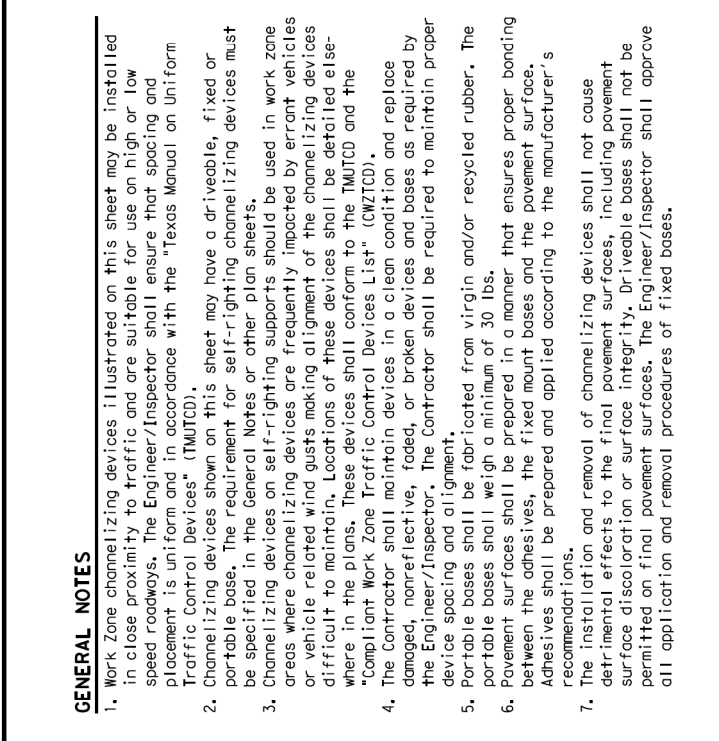 GENERAL NOTES
1. Work Zone channelizing devices illustrated on this sheet may be installed
in close proximity to traffic and are suitable for use on high or low
speed roadways. The Engineer/Inspector shall ensure that spacing and
placement is uniform and in accordance with the "Texas Manual on Uniform
Traffic Control Devices" (TMUTCD).
2. Channelizing devices shown on this sheet may have a driveable, fixed or
portable base. The requirement for self-righting channelizing devices must
be specified in the General Notes or other plan sheets.
3. Channelizing devices on self-righting supports should be used in work zone
areas where channelizing devices are frequently impacted by errant vehicles
or vehicle related wind gusts making alignment of the channelizing devices
difficult to maintain. Locations of these devices shall be detailed else-
where in the plans. These devices shall conform to the TMUTCD and the
"Compliant Work Zone Traffic Control Devices List" (CWZTCD).
4. The Contractor shall maintain devices in a clean condition and replace
damaged, nonreflective, faded, or broken devices and bases as required by
the Engineer/Inspector. The Contractor shall be required to maintain proper
device spacing and alignment.
5. Portable bases shall be fabricated from virgin and/or recycled rubber. The
portable bases shall weigh a minimum of 30 lbs.
6. Pavement surfaces shall be prepared in a manner that ensures proper bonding
between the adhesives, the fixed mount bases and the pavement surface.
Adhesives shall be prepared and applied according to the manufacturer's
recommendations.
7. The installation and removal of channelizing devices shall not cause
detrimental effects to the final pavement surfaces, including pavement
surface discoloration or surface integrity. Driveable bases shall not be
permitted on final pavement surfaces. The Engineer/Inspector shall approve
all application and removal procedures of fixed bases.